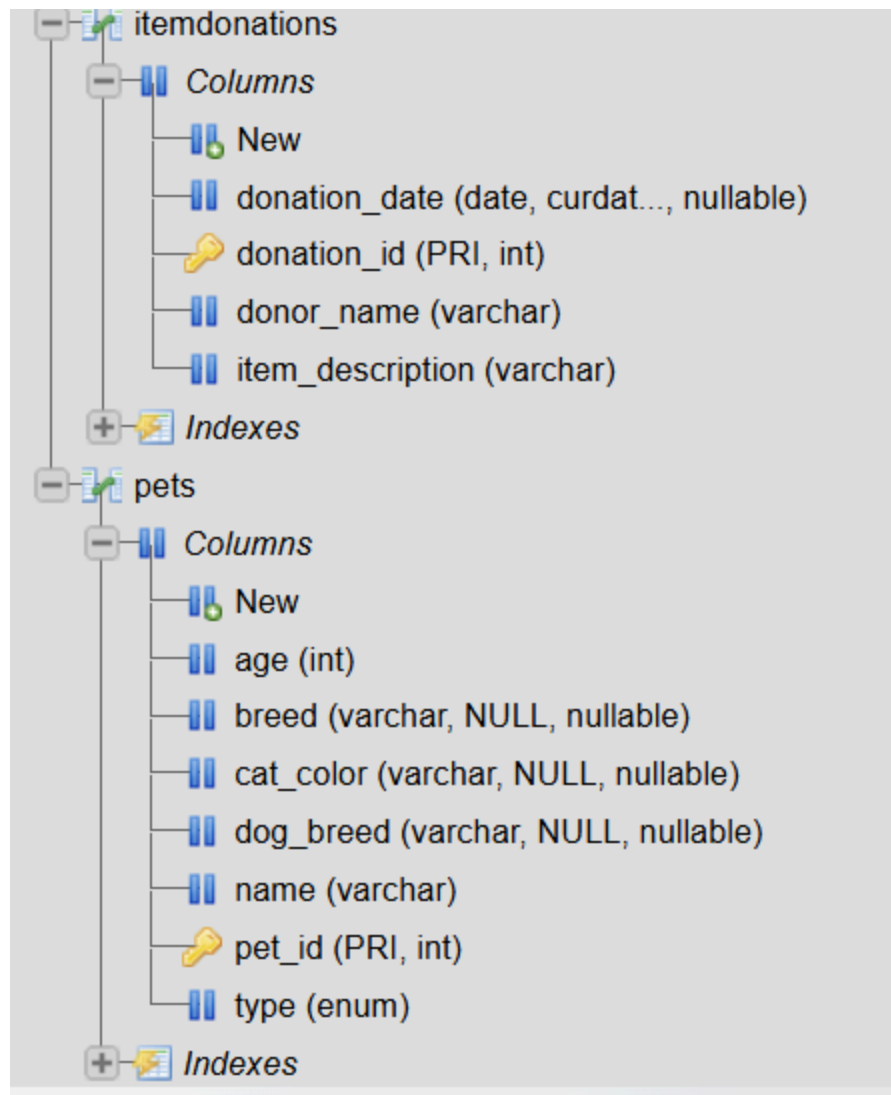 itemdonations
Columns
New
donation_date (date, curdat..., nullable)
donation_id (PRI, int)
donor_name (varchar)
item_description (varchar)
Indexes
pets
Columns
New
age (int)
breed (varchar, NULL, nullable)
cat_color (varchar, NULL, nullable)
dog_breed (varchar, NULL, nullable)
name (varchar)
pet_id (PRI, int)
type (enum)
Indexes